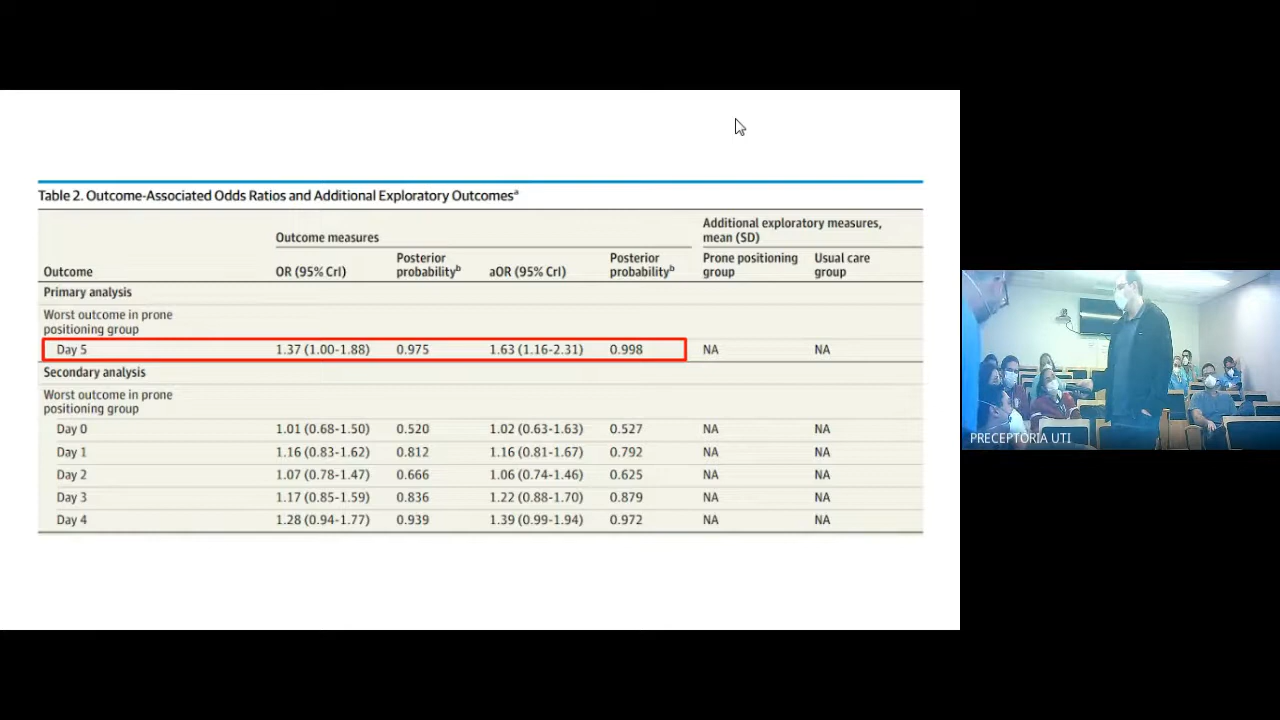 Table 2. Outcome-Associated Odds Ratios and Additional Exploratory Outcomesᵃ
Outcome measures
Additional exploratory measures,
mean (SD)
Outcome
OR (95% CrI)
Posterior
probabilityᵇ
aOR (95% CrI)
Posterior
probabilityᵇ
Prone positioning
group
Usual care
group
Primary analysis
Worst outcome in prone
positioning group
Day 5 1.37 (1.00-1.88) 0.975 1.63 (1.16-2.31) 0.998 NA NA
Secondary analysis
Worst outcome in prone
positioning group
Day 0 1.01 (0.68-1.50) 0.520 1.02 (0.63-1.63) 0.527 NA NA
Day 1 1.16 (0.83-1.62) 0.812 1.16 (0.81-1.67) 0.792 NA NA
Day 2 1.07 (0.78-1.47) 0.666 1.06 (0.74-1.46) 0.625 NA NA
Day 3 1.17 (0.85-1.59) 0.836 1.22 (0.88-1.70) 0.879 NA NA
Day 4 1.28 (0.94-1.77) 0.939 1.39 (0.99-1.94) 0.972 NA NA
PRECEPTORIA UTI